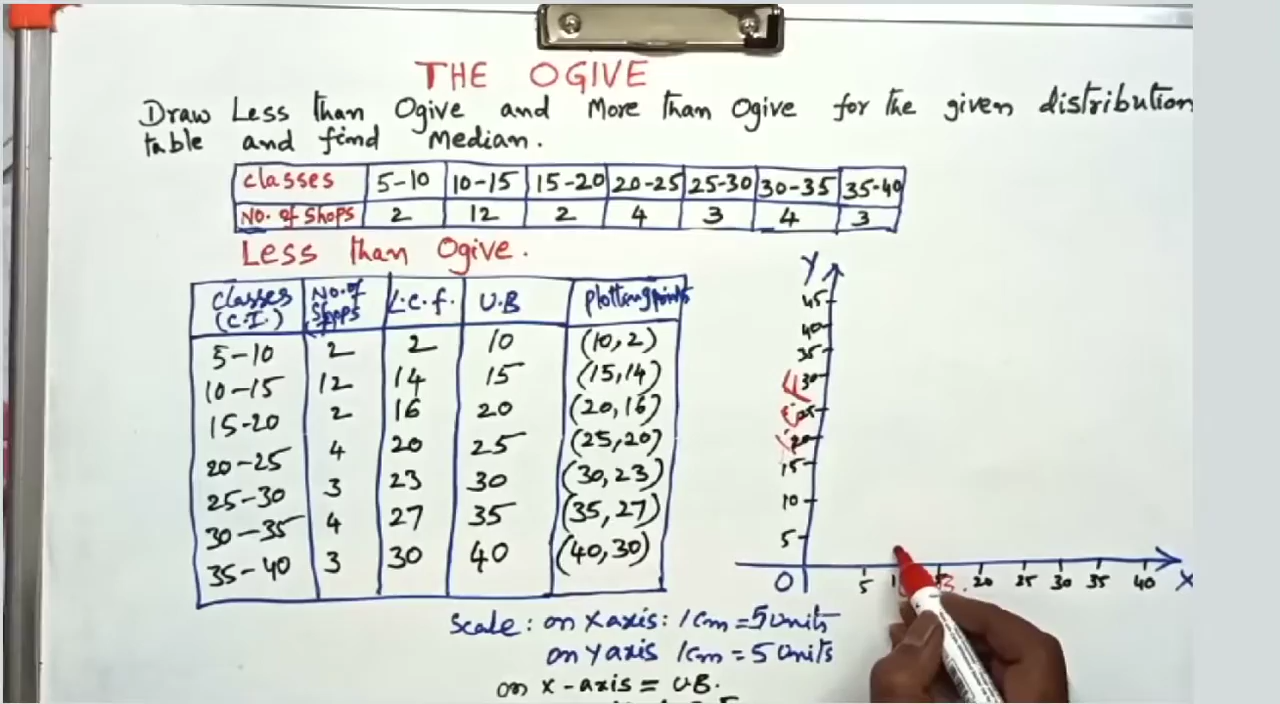 THE OGIVE
Draw Less than Ogive and More than Ogive for the given distribution
table and find Median.
classes 5-10 10-15 15-20 20-25 25-30 30-35 35-40
No. of Shops 2 12 2 4 3 4 3
Less than Ogive.
classes (C.I.) No. of Shops L.c.f. U.B plotting points
5-10 2 2 10 (10,2)
10-15 12 14 15 (15,14)
15-20 2 16 20 (20,16)
20-25 4 20 25 (25,20)
25-30 3 23 30 (30,23)
30-35 4 27 35 (35,27)
35-40 3 30 40 (40,30)
Y
45
40
35
30
25
20
15
10
5
L.C.F
O 5 20 25 30 35 40 X
Scale: on x axis: 1cm = 5 units
on y axis 1cm = 5 units
on x-axis = U.B.